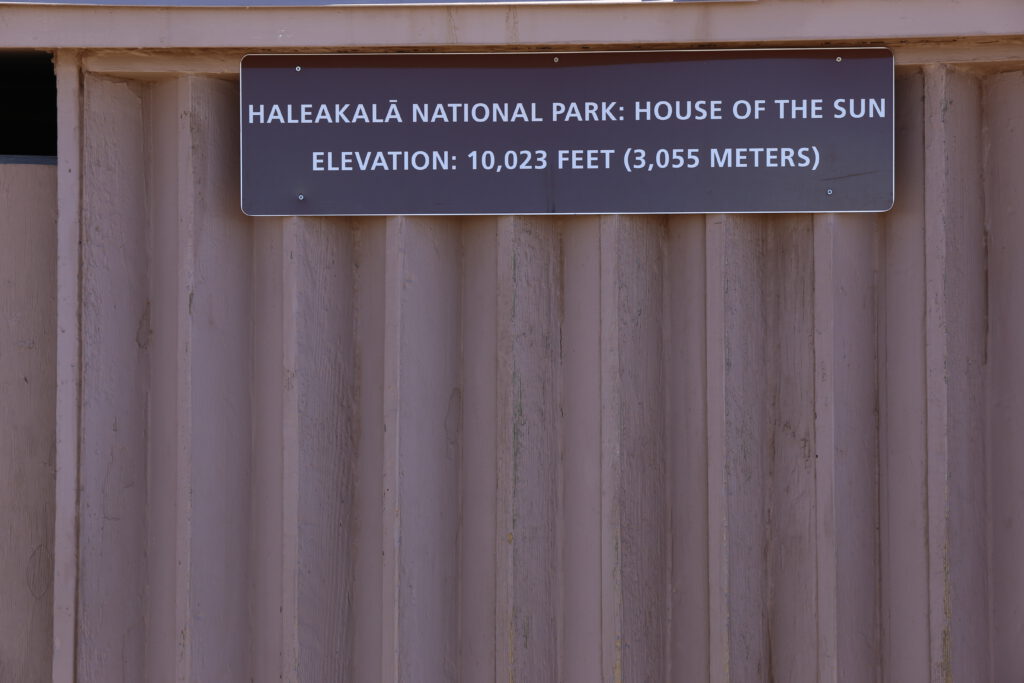 HALEAKALĀ NATIONAL PARK: HOUSE OF THE SUN
ELEVATION: 10,023 FEET (3,055 METERS)